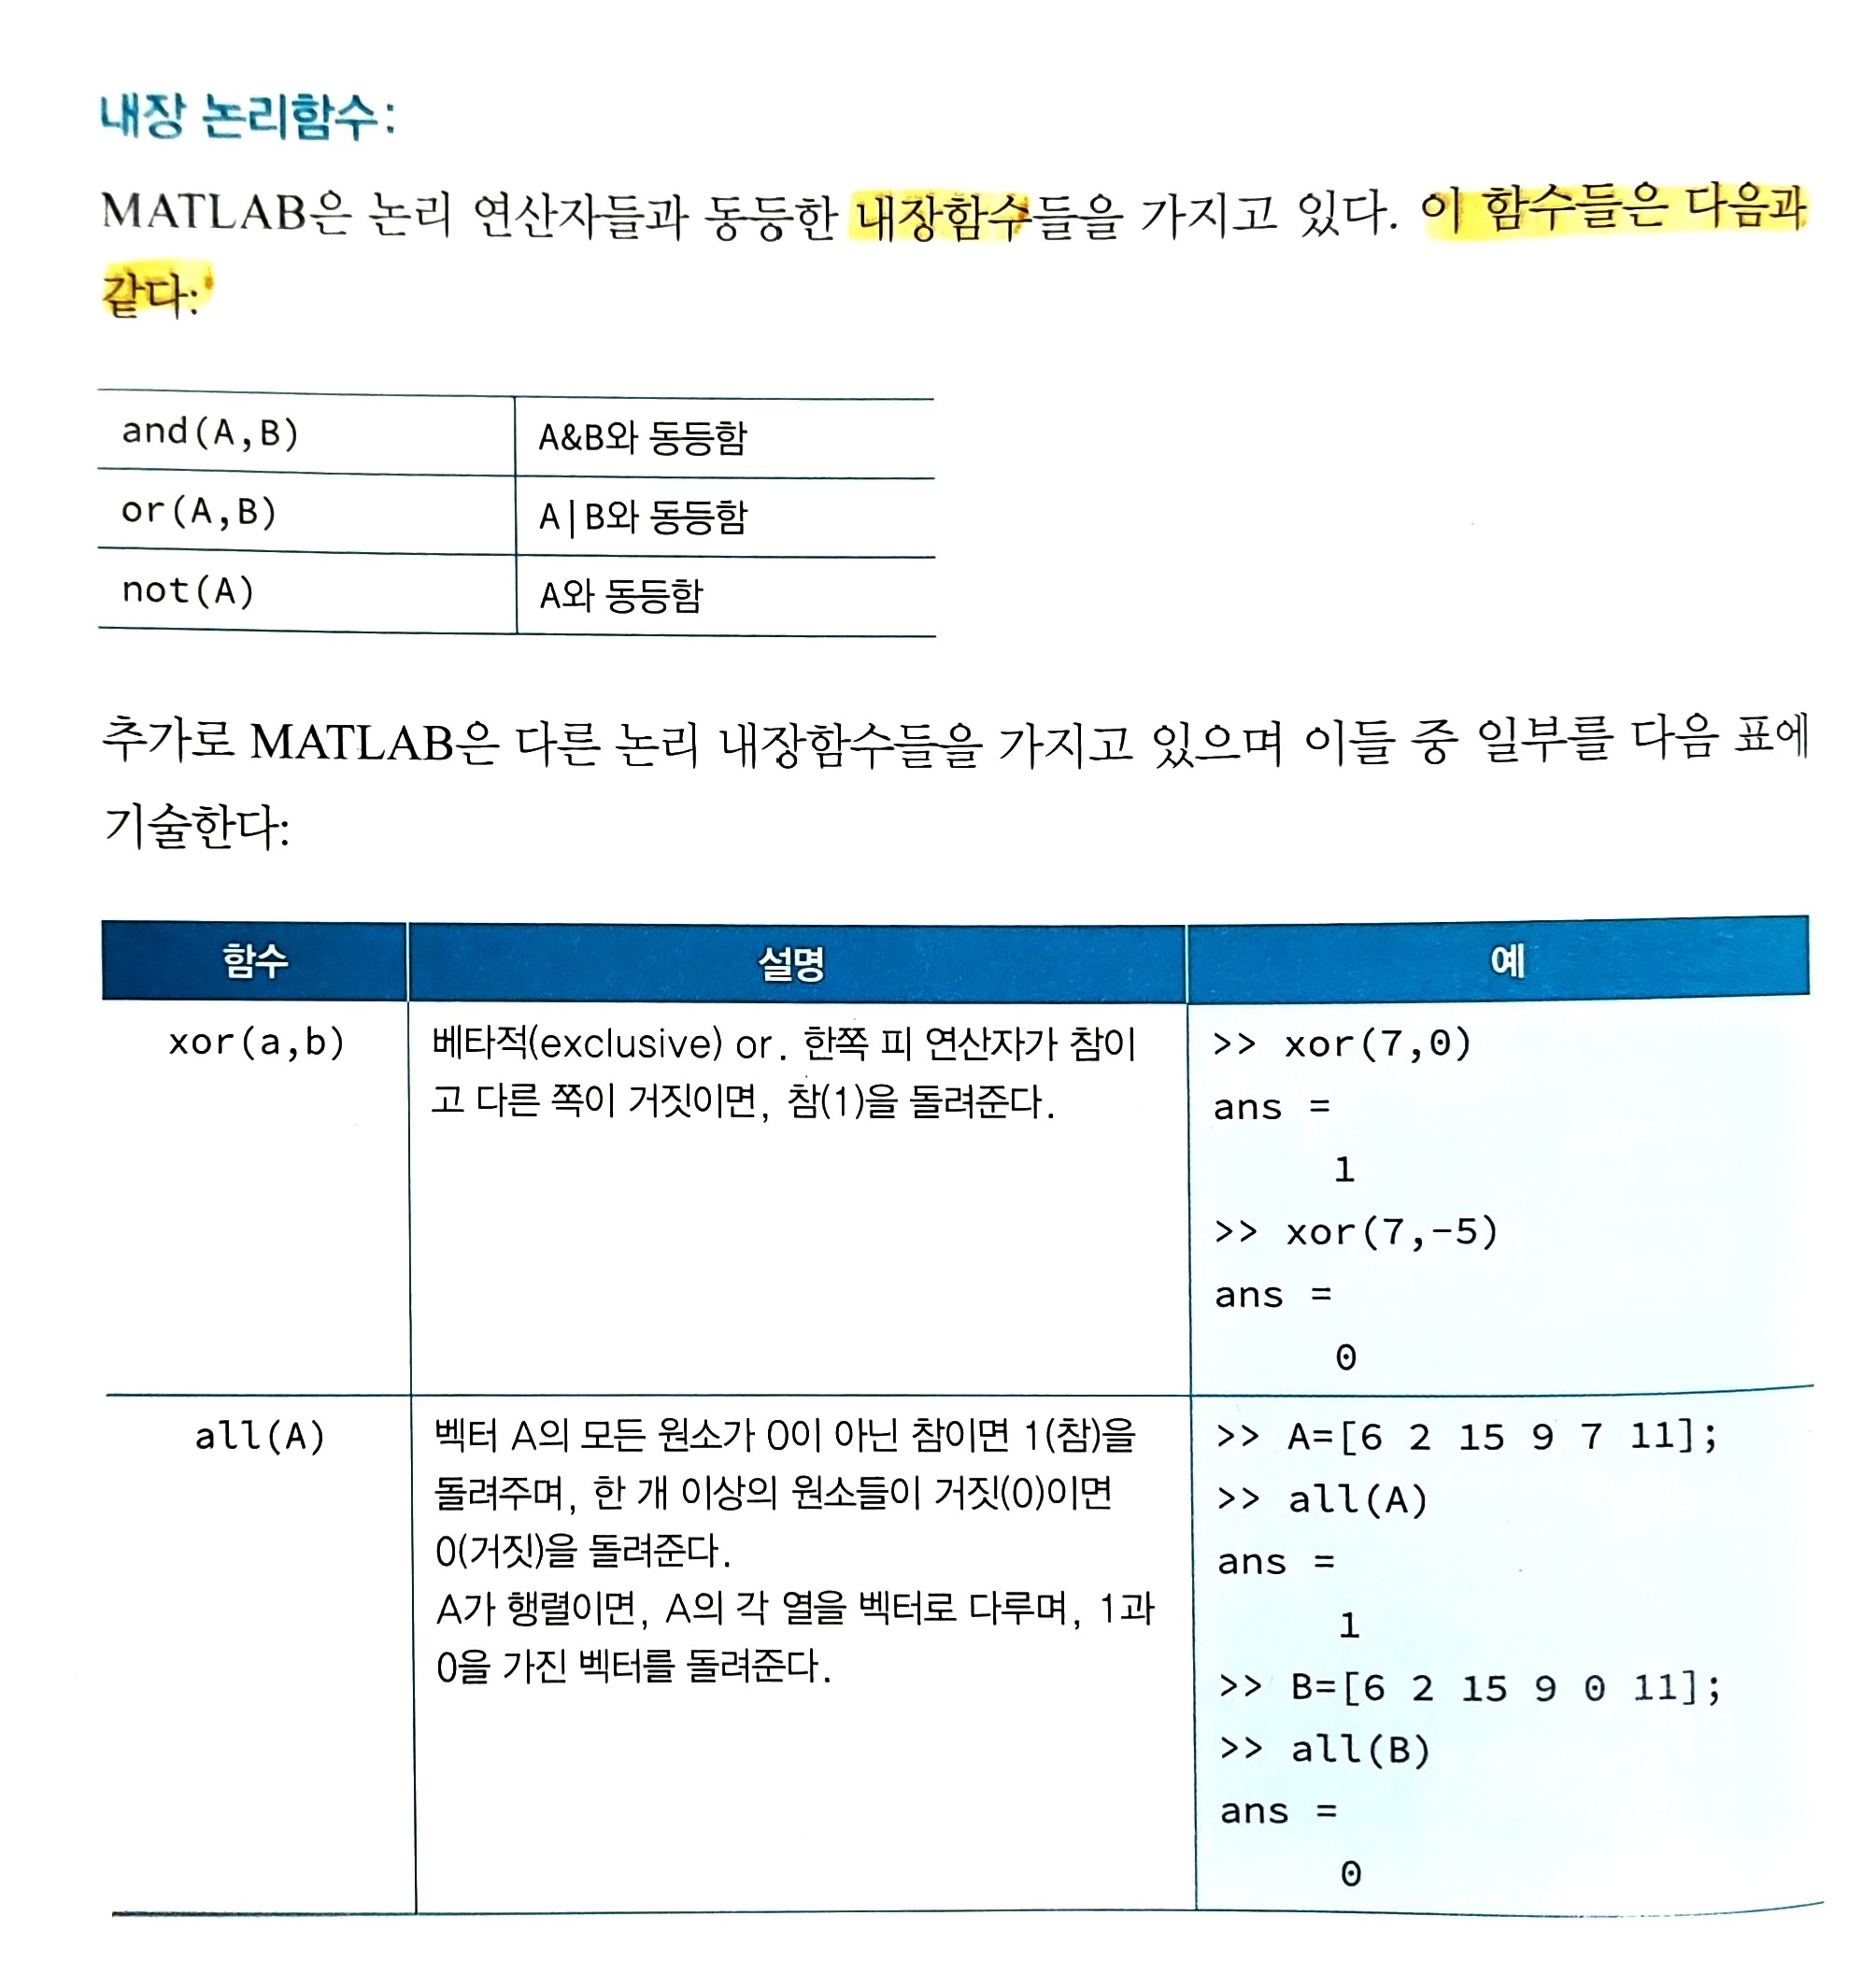 내장 논리함수:
MATLAB은 논리 연산자들과 동등한 내장함수들을 가지고 있다. 이 함수들은 다음과
같다:
and(A,B) A&B와 동등함
or(A,B) A|B와 동등함
not(A) A와 동등함
추가로 MATLAB은 다른 논리 내장함수들을 가지고 있으며 이들 중 일부를 다음 표에
기술한다:
함수 설명 예
xor(a,b)
베타적(exclusive) or. 한쪽 피 연산자가 참이
고 다른 쪽이 거짓이면, 참(1)을 돌려준다.
>> xor(7,0)
ans =
1
>> xor(7,-5)
ans =
0
all(A)
벡터 A의 모든 원소가 0이 아닌 참이면 1(참)을
돌려주며, 한 개 이상의 원소들이 거짓(0)이면
0(거짓)을 돌려준다.
A가 행렬이면, A의 각 열을 벡터로 다루며, 1과
0을 가진 벡터를 돌려준다.
>> A=[6 2 15 9 7 11];
>> all(A)
ans =
1
>> B=[6 2 15 9 0 11];
>> all(B)
ans =
0